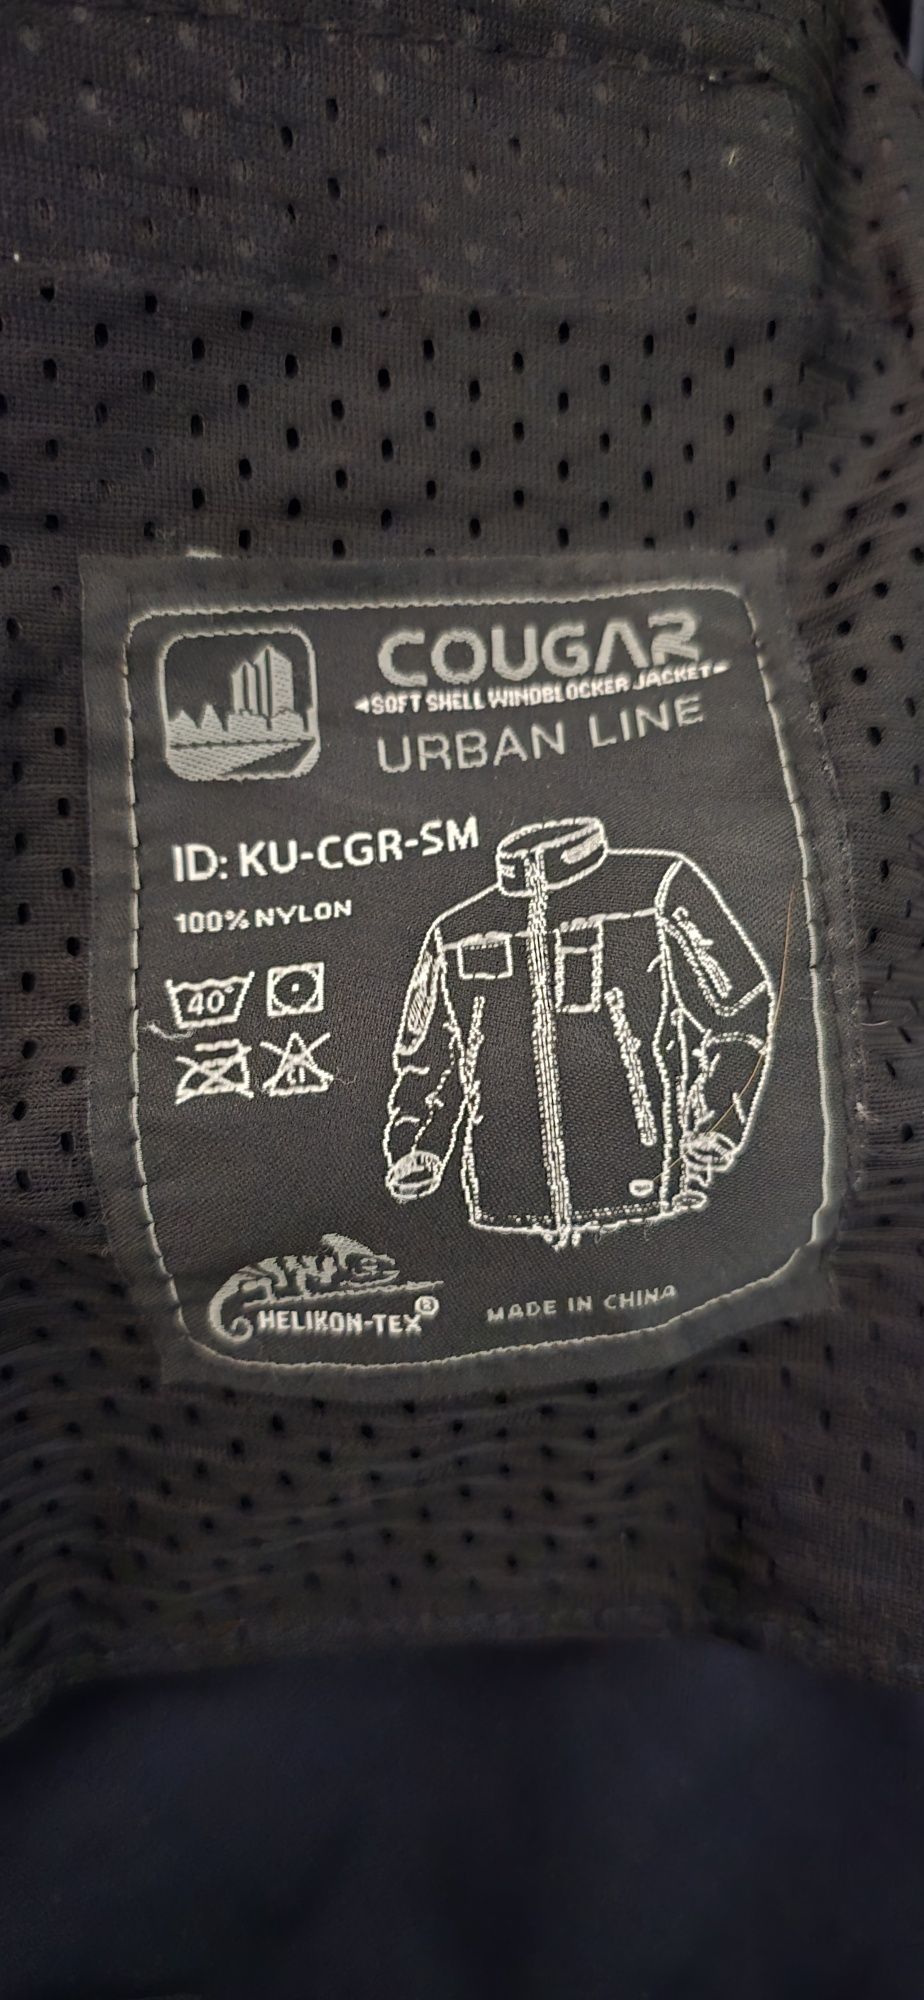 COUGAR
SOFT SHELL WINDBLOCKER JACKET
URBAN LINE
ID: KU-CGR-SM
100% NYLON
40°
CL
HELIKON-TEX®
MADE IN CHINA